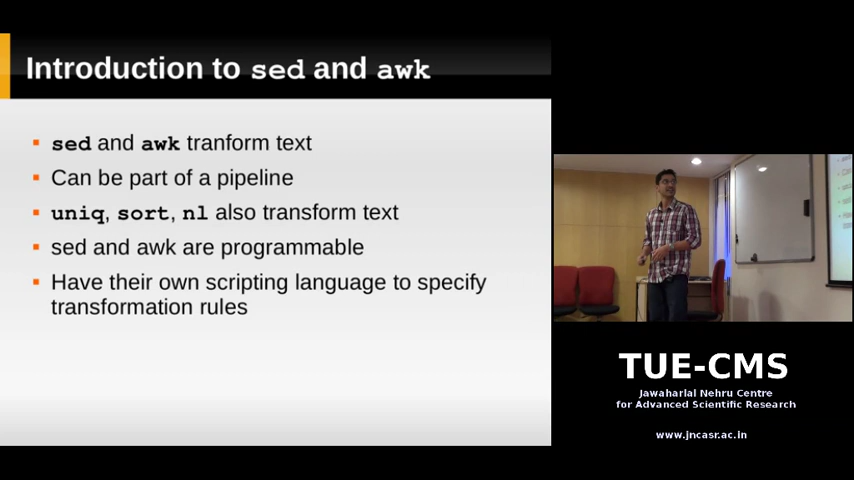 Introduction to sed and awk
sed and awk tranform text
Can be part of a pipeline
uniq, sort, nl also transform text
sed and awk are programmable
Have their own scripting language to specify
transformation rules
TUE-CMS
Jawaharlal Nehru Centre
for Advanced Scientific Research
www.jncasr.ac.in